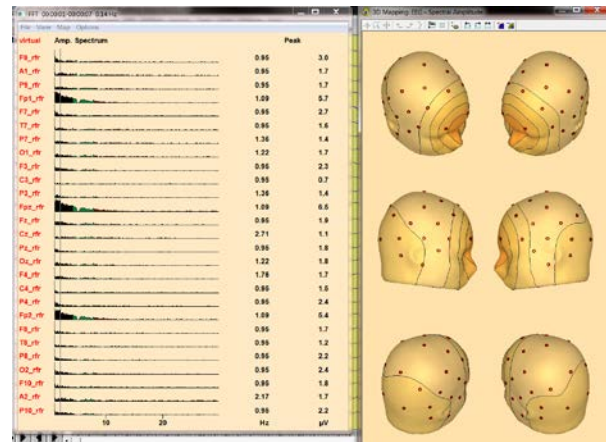 FFT
Hz
3D Mapping: EEG - Spectral Amplitude
File View Map Options
virtual Amp. Spectrum Peak
0.95 3.0
A1_rfr 0.95 1.7
0.95 1.7
Fp1_rfr 1.09 5.7
F7_rfr 0.95 2.7
T7_rfr 0.95 1.6
P7_rfr 1.36 1.4
O1_rfr 1.22 1.7
F3_rfr 0.95 2.3
C3_rfr 0.95 0.7
P3_rfr 1.26 1.4
Fpz_rfr 1.09 6.5
Fz_rfr 0.95 1.9
Cz_rfr 2.71 1.1
Pz_rfr 0.95 1.8
Oz_rfr 1.22 1.8
F4_rfr 1.76 1.7
C4_rfr 0.95 1.5
P4_rfr 0.95 2.4
Fp2_rfr 1.09 5.4
0.95 1.7
T8_rfr 0.95 1.2
P8_rfr 0.95 2.2
O2_rfr 0.95 2.4
F10_rfr 0.95 1.8
A2_rfr 2.17 1.7
P10_rfr 0.95 2.2
10 20 Hz µV